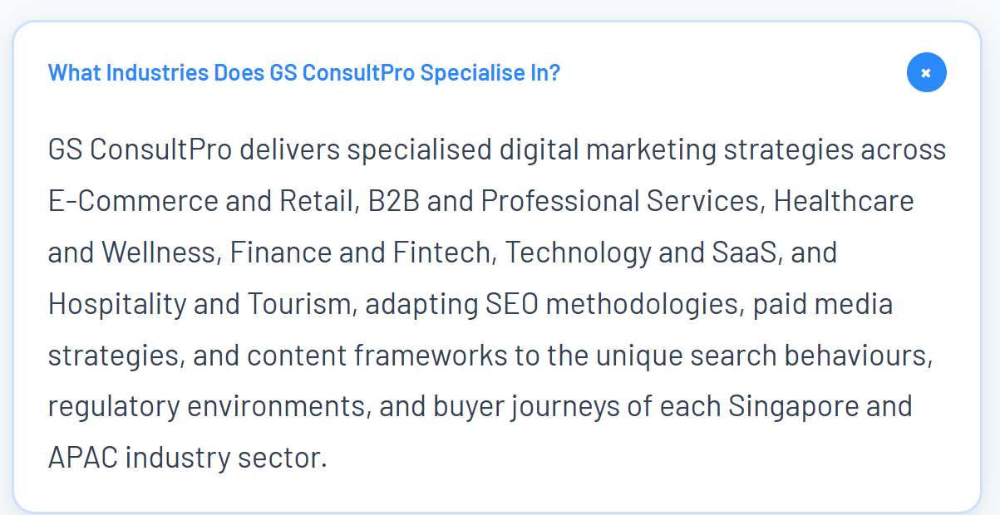 What Industries Does GS ConsultPro Specialise In?
GS ConsultPro delivers specialised digital marketing strategies across
E-Commerce and Retail, B2B and Professional Services, Healthcare
and Wellness, Finance and Fintech, Technology and SaaS, and
Hospitality and Tourism, adapting SEO methodologies, paid media
strategies, and content frameworks to the unique search behaviours,
regulatory environments, and buyer journeys of each Singapore and
APAC industry sector.